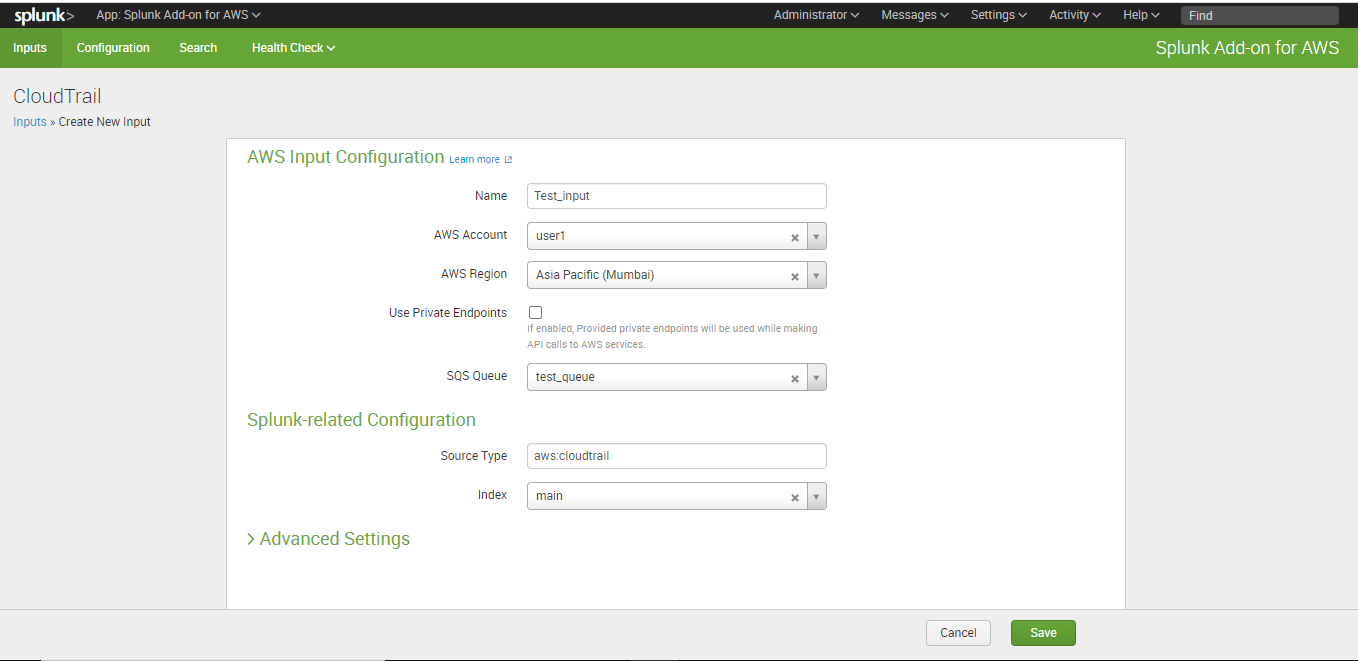 splunk> App: Splunk Add-on for AWS Administrator Messages Settings Activity Help Find
Inputs Configuration Search Health Check Splunk Add-on for AWS
CloudTrail
Inputs » Create New Input
AWS Input Configuration Learn more
Name Test_input
AWS Account user1
AWS Region Asia Pacific (Mumbai)
Use Private Endpoints
If enabled, Provided private endpoints will be used while making
API calls to AWS services.
SQS Queue test_queue
Splunk-related Configuration
Source Type aws:cloudtrail
Index main
Advanced Settings
Cancel Save